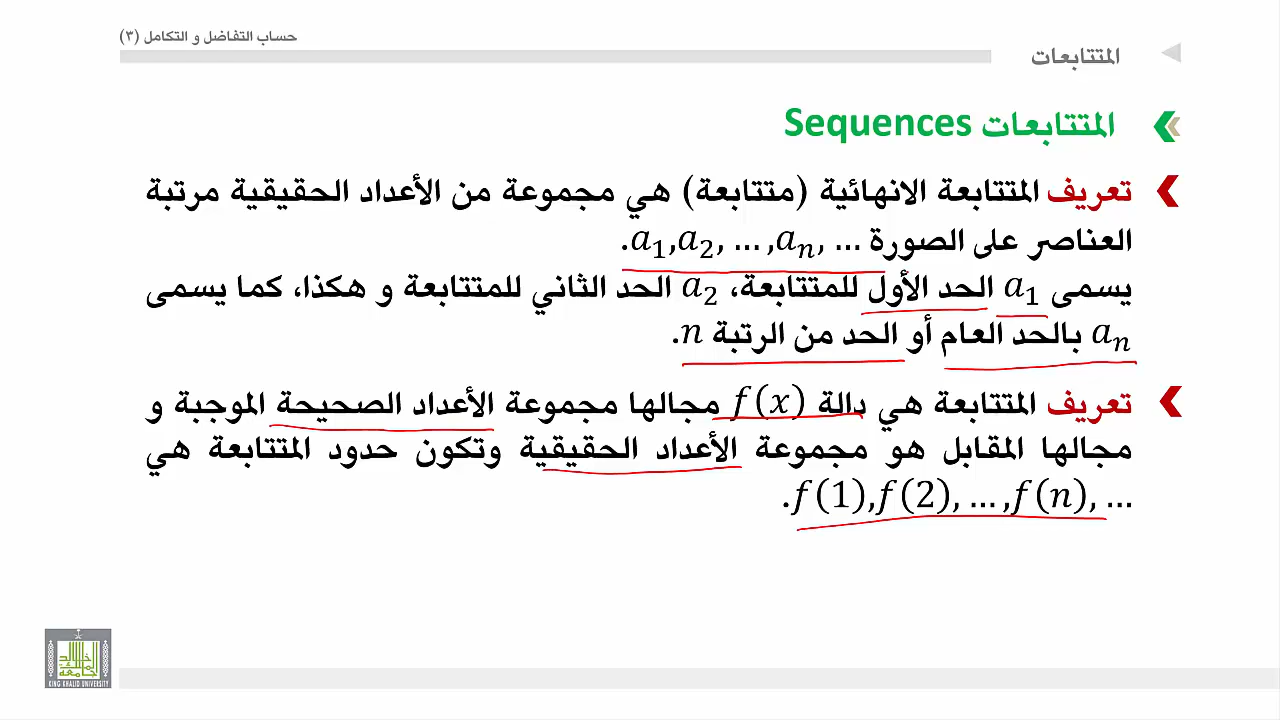 حساب التفاضل و التكامل (٣)
المتتابعات
المتتابعات Sequences
تعريف المتتابعة الانهائية (متتابعة) هي مجموعة من الأعداد الحقيقية مرتبة
العناصر على الصورة a₁,a₂, … ,aₙ, ….
يسمى a₁ الحد الأول للمتتابعة، a₂ الحد الثاني للمتتابعة و هكذا، كما يسمى
aₙ بالحد العام أو الحد من الرتبة n.
تعريف المتتابعة هي دالة f(x) مجالها مجموعة الأعداد الصحيحة الموجبة و
مجالها المقابل هو مجموعة الأعداد الحقيقية وتكون حدود المتتابعة هي
f(1),f(2), … ,f(n), ….
جامعة الملك خالد
KING KHALID UNIVERSITY